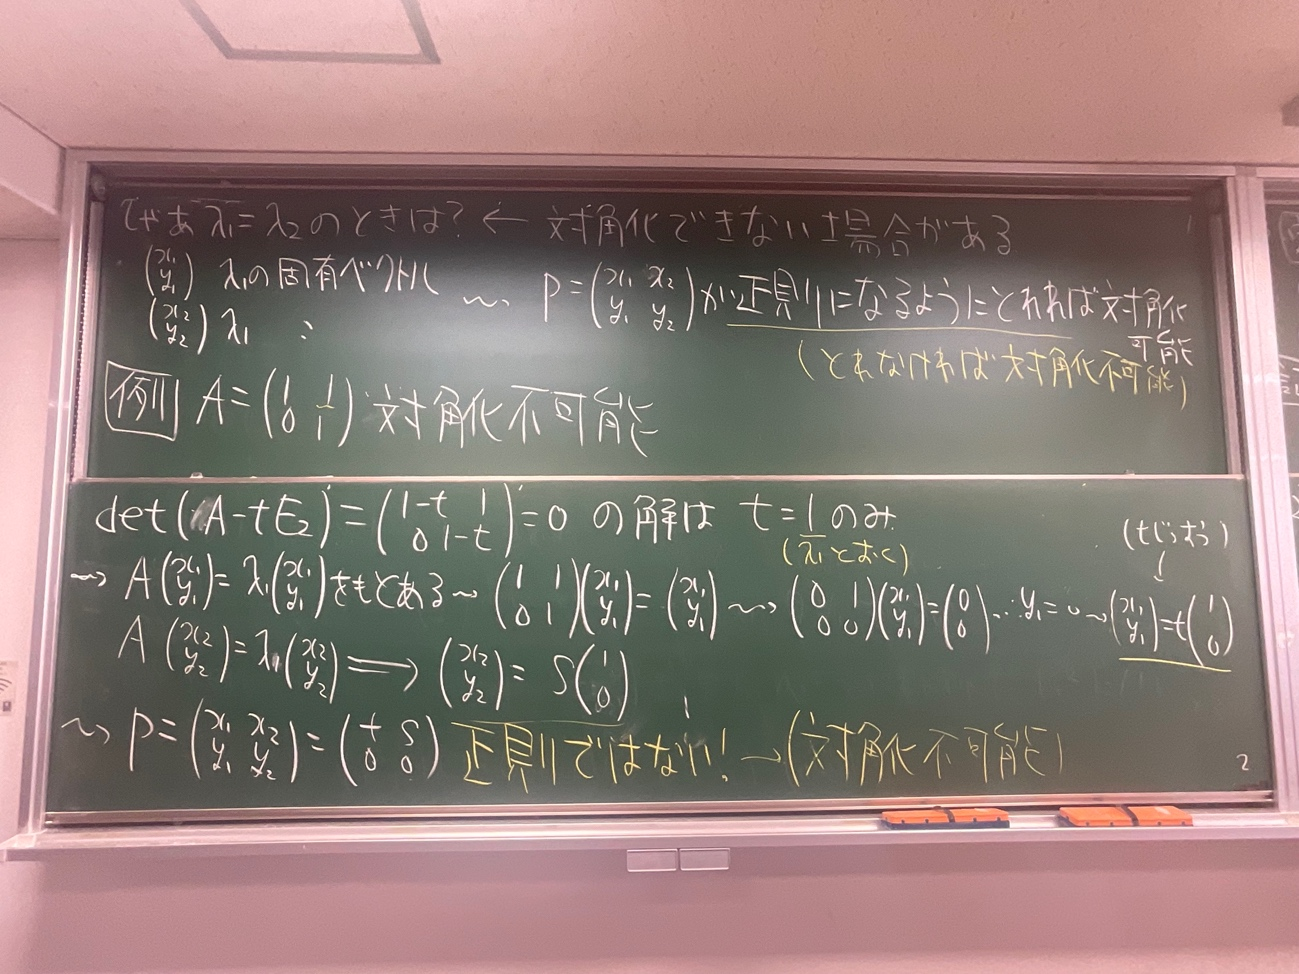 じゃあ λ₁=λ₂のときは? ← 対角化できない場合がある
(x₁ y₁) λ₁の固有ベクトル 〜〜 P=(x₁ x₂ y₁ y₂)が正則になるようにとれれば対角化可能
(x₂ y₂) λ₁ :
(とれなければ対角化不可能)
例 A=(1 1 0 1) 対角化不可能
det(A-tE₂)=(1-t 1 0 1-t)=0 の解は t=1のみ
(λ₁とおく)
(tじゃなく)
〜〜 A(x₁ y₁)=λ₁(x₁ y₁)をもとめる 〜 (1 1 0 1)(x₁ y₁)=(x₁ y₁) 〜〜 (0 1 0 0)(x₁ y₁)=(0 0) ∴y₁=0 〜(x₁ y₁)=t(1 0)
A(x₂ y₂)=λ₁(x₂ y₂) ⟹ (x₂ y₂)=S(1 0)
〜〜 P=(x₁ x₂ y₁ y₂)=(t S 0 0) 正則ではない! →(対角化不可能)
2